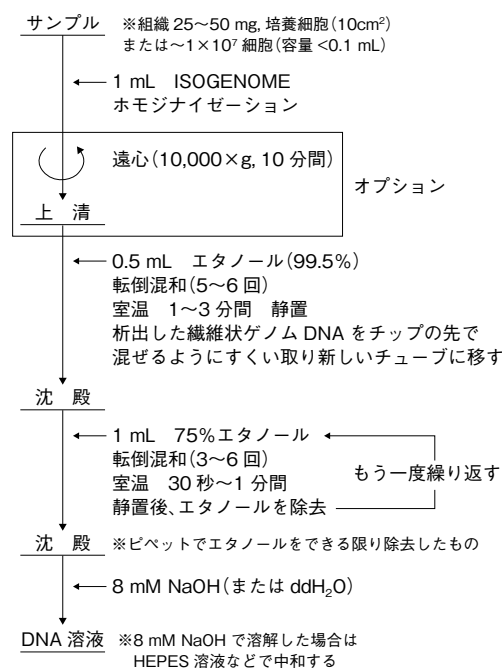 サンプル ※組織 25～50 mg, 培養細胞(10cm²)
または～1×10⁷ 細胞(容量 <0.1 mL)
1 mL ISOGENOME
ホモジナイゼーション
遠心(10,000×g, 10 分間)
オプション
上 清
0.5 mL エタノール(99.5%)
転倒混和(5～6 回)
室温 1～3 分間 静置
析出した繊維状ゲノム DNA をチップの先で
混ぜるようにすくい取り新しいチューブに移す
沈 殿
1 mL 75%エタノール
転倒混和(3～6 回)
室温 30 秒～1 分間
静置後、エタノールを除去
もう一度繰り返す
沈 殿 ※ピペットでエタノールをできる限り除去したもの
8 mM NaOH(または ddH₂O)
DNA 溶液 ※8 mM NaOH で溶解した場合は
HEPES 溶液などで中和する